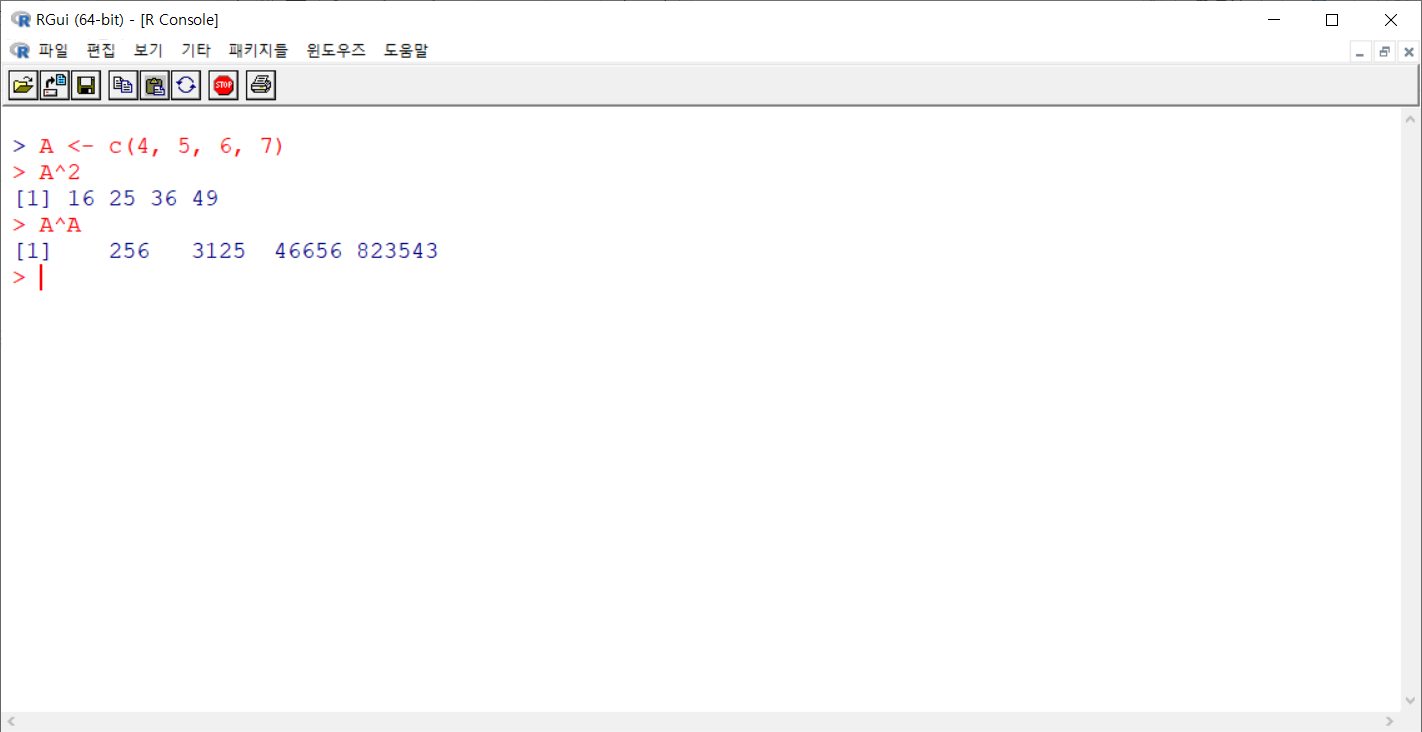 RGui (64-bit) - [R Console]
파일 편집 보기 기타 패키지들 윈도우즈 도움말
STOP
> A <- c(4, 5, 6, 7)
> A^2
[1] 16 25 36 49
> A^A
[1]    256   3125  46656 823543
>